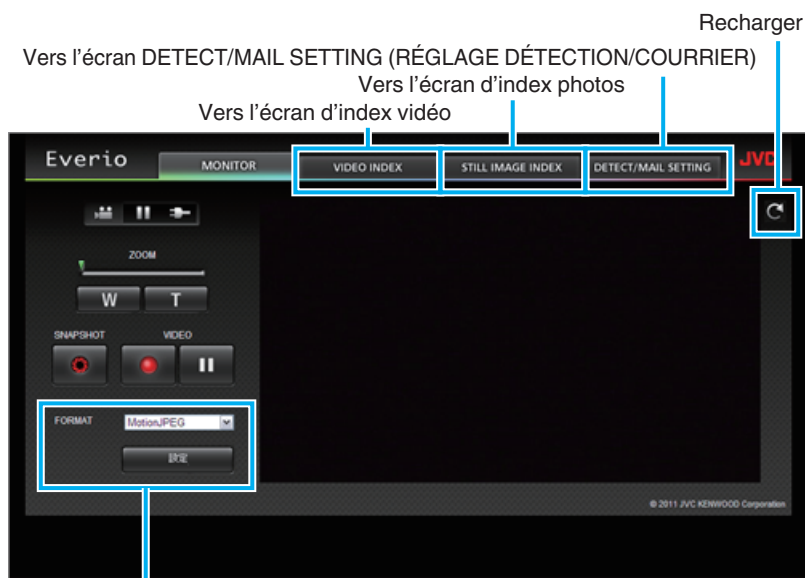 Recharger
Vers l'écran DETECT/MAIL SETTING (RÉGLAGE DÉTECTION/COURRIER)
Vers l'écran d'index photos
Vers l'écran d'index vidéo
Everio
MONITOR
VIDEO INDEX
STILL IMAGE INDEX
DETECT/MAIL SETTING
JVC
ZOOM
W T
SNAPSHOT VIDEO
FORMAT MotionJPEG
設定
© 2011 JVC KENWOOD Corporation